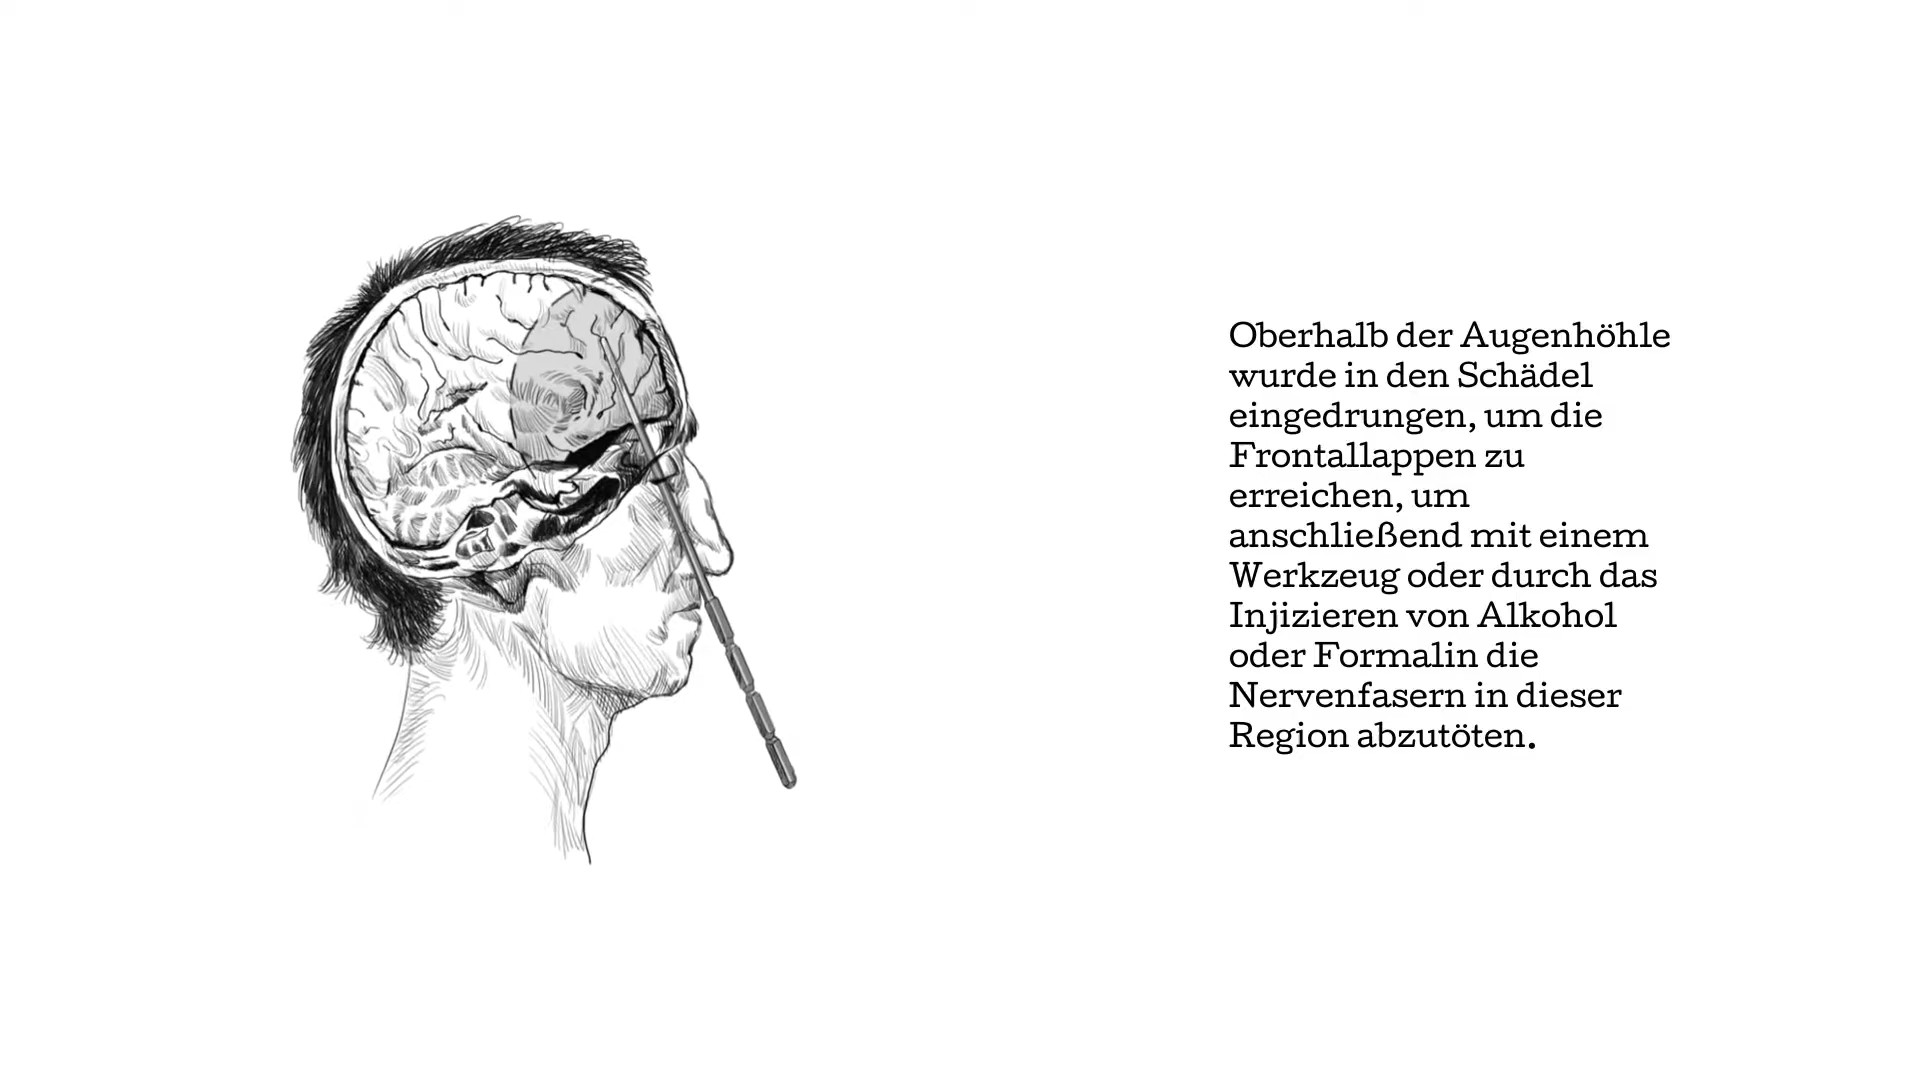 Oberhalb der Augenhöhle
wurde in den Schädel
eingedrungen, um die
Frontallappen zu
erreichen, um
anschließend mit einem
Werkzeug oder durch das
Injizieren von Alkohol
oder Formalin die
Nervenfasern in dieser
Region abzutöten.